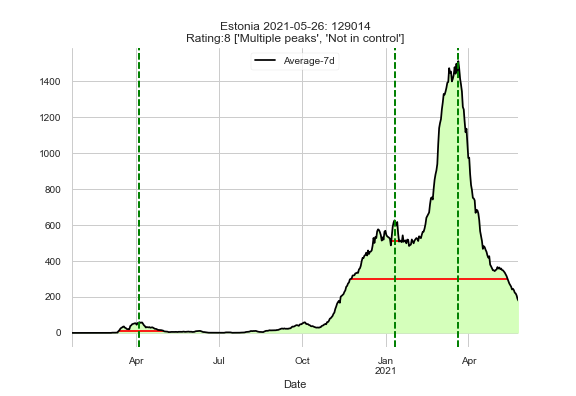 Estonia 2021-05-26: 129014
Rating:8 ['Multiple peaks', 'Not in control']
Average-7d
1400
1200
1000
800
600
400
200
0
Apr
Jul
Oct
Jan
2021
Apr
Date